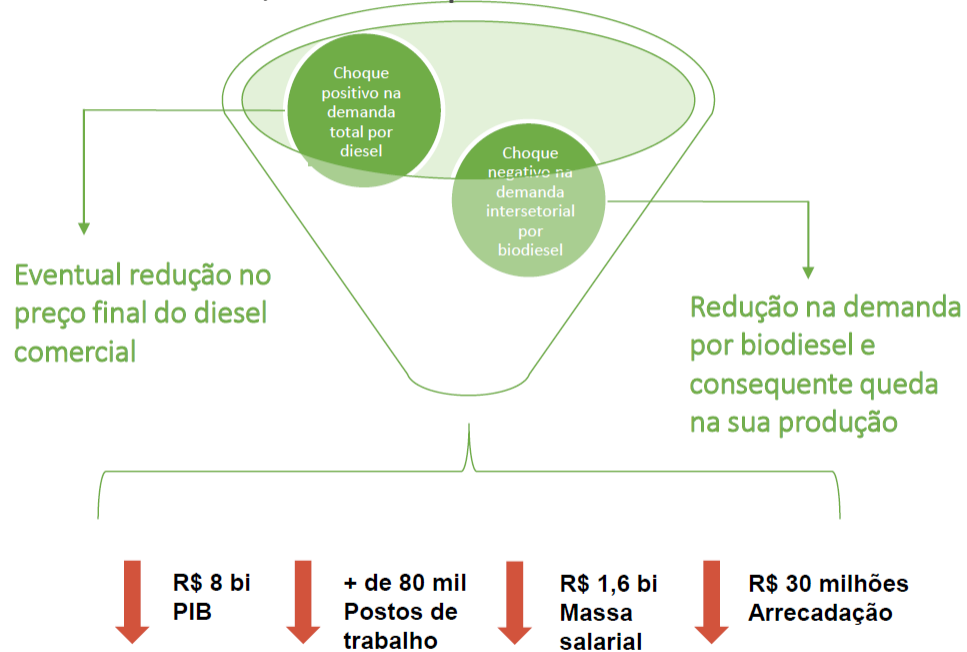 Choque
positivo na
demanda
total por
diesel
Choque
negativo na
demanda
intersetorial
por
biodiesel
Eventual redução no
preço final do diesel
comercial
Redução na demanda
por biodiesel e
consequente queda
na sua produção
R$ 8 bi
PIB
+ de 80 mil
Postos de
trabalho
R$ 1,6 bi
Massa
salarial
R$ 30 milhões
Arrecadação